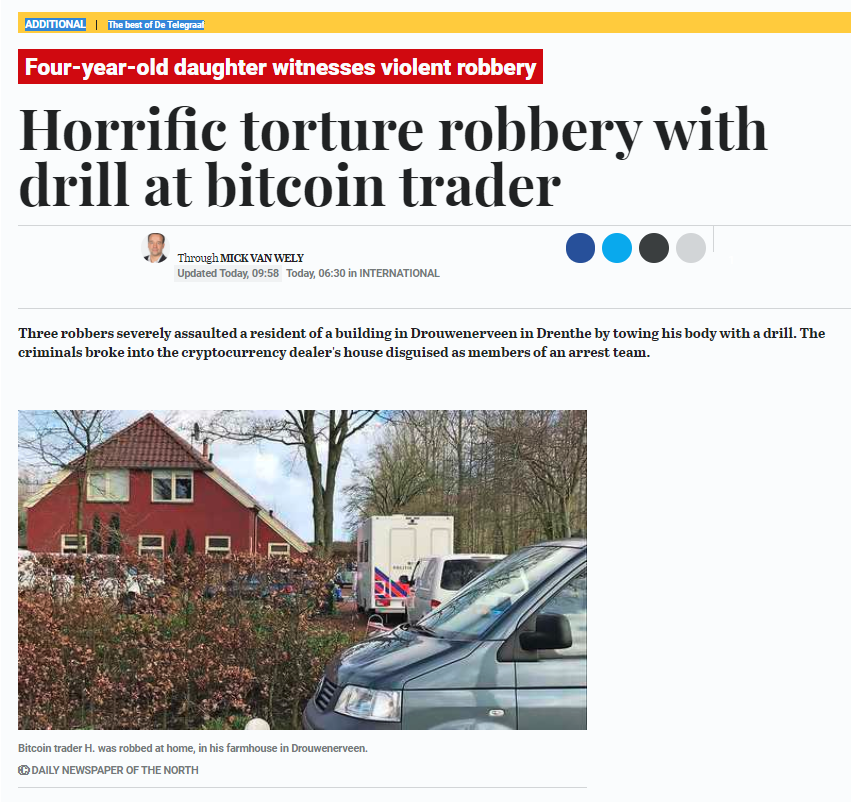 ADDITIONAL | The best of De Telegraaf
Four-year-old daughter witnesses violent robbery
Horrific torture robbery with
drill at bitcoin trader
Through MICK VAN WELY
Updated Today, 09:58 Today, 06:30 in INTERNATIONAL
Three robbers severely assaulted a resident of a building in Drouwenerveen in Drenthe by towing his body with a drill. The
criminals broke into the cryptocurrency dealer's house disguised as members of an arrest team.
POLITIE
Bitcoin trader H. was robbed at home, in his farmhouse in Drouwenerveen.
© DAILY NEWSPAPER OF THE NORTH